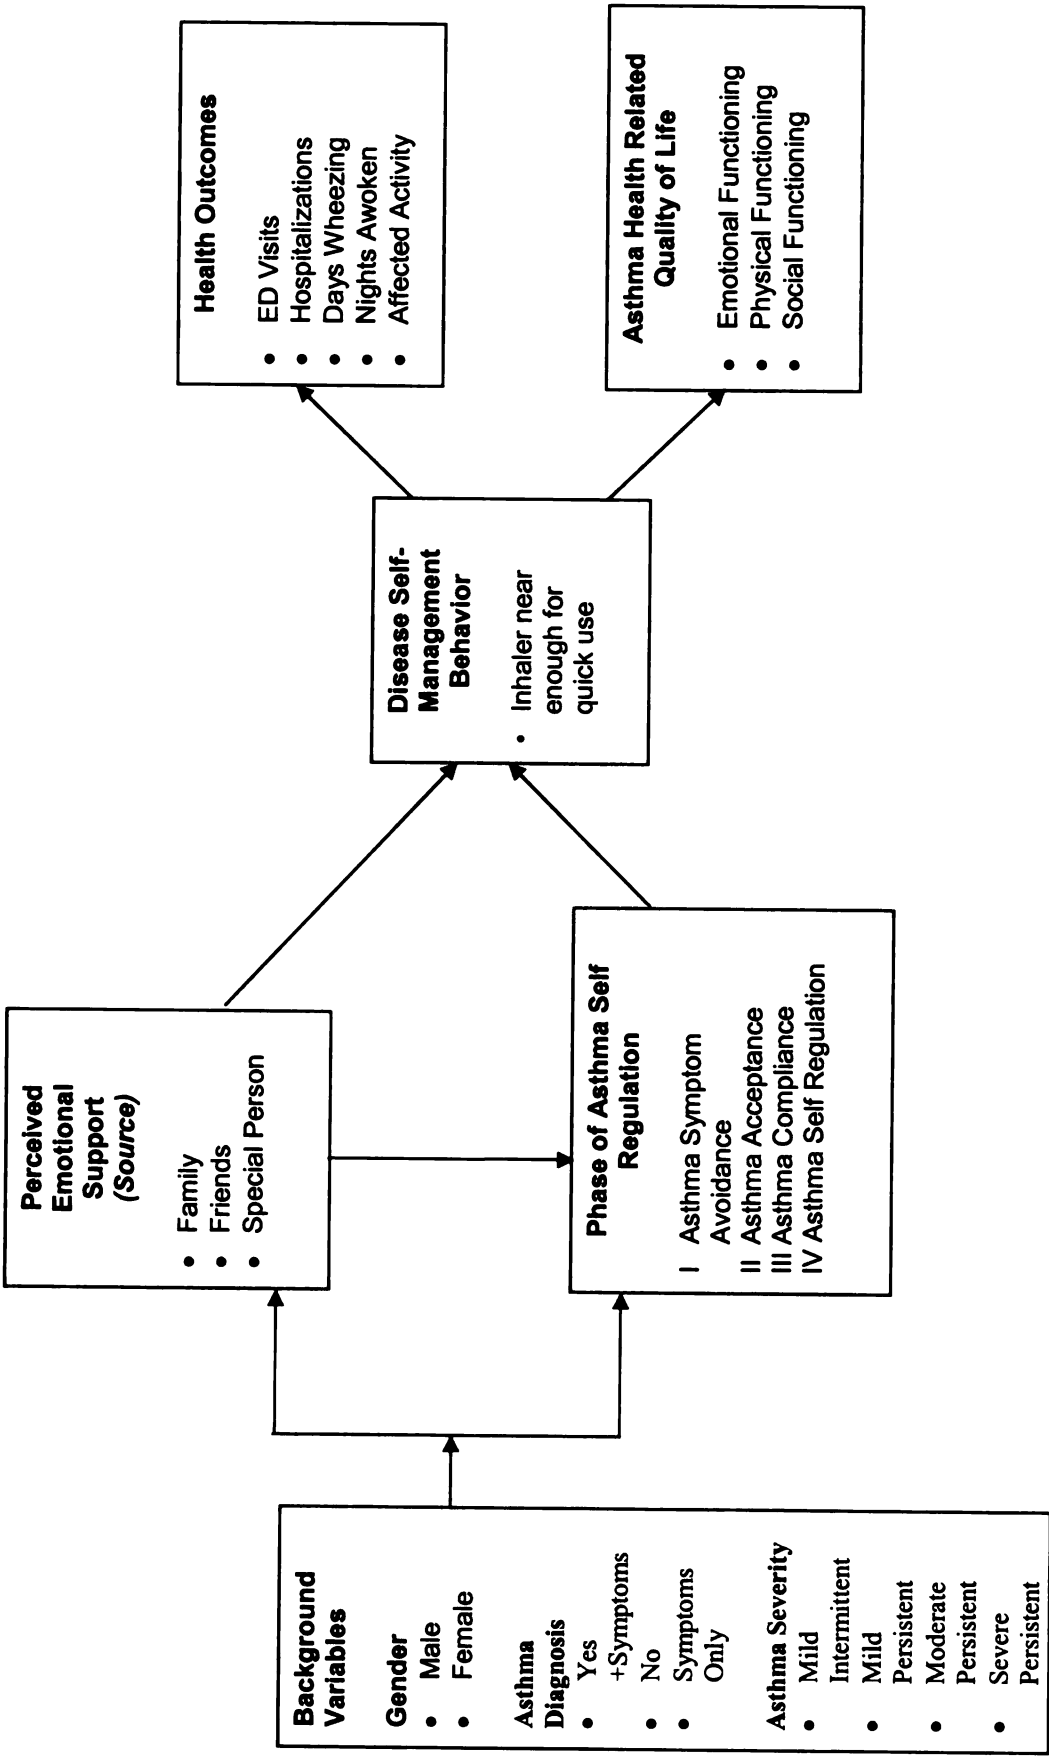 Background
Variables
Gender
• Male
• Female
Asthma
Diagnosis
• Yes
+Symptoms
• No
• Symptoms
Only
Asthma Severity
• Mild
Intermittent
• Mild
Persistent
• Moderate
Persistent
• Severe
Persistent
Perceived
Emotional
Support
(Source)
• Family
• Friends
• Special Person
Phase of Asthma Self
Regulation
I Asthma Symptom
Avoidance
II Asthma Acceptance
III Asthma Compliance
IV Asthma Self Regulation
Disease Self-
Management
Behavior
• Inhaler near
enough for
quick use
Health Outcomes
• ED Visits
• Hospitalizations
• Days Wheezing
• Nights Awoken
• Affected Activity
Asthma Health Related
Quality of Life
• Emotional Functioning
• Physical Functioning
• Social Functioning